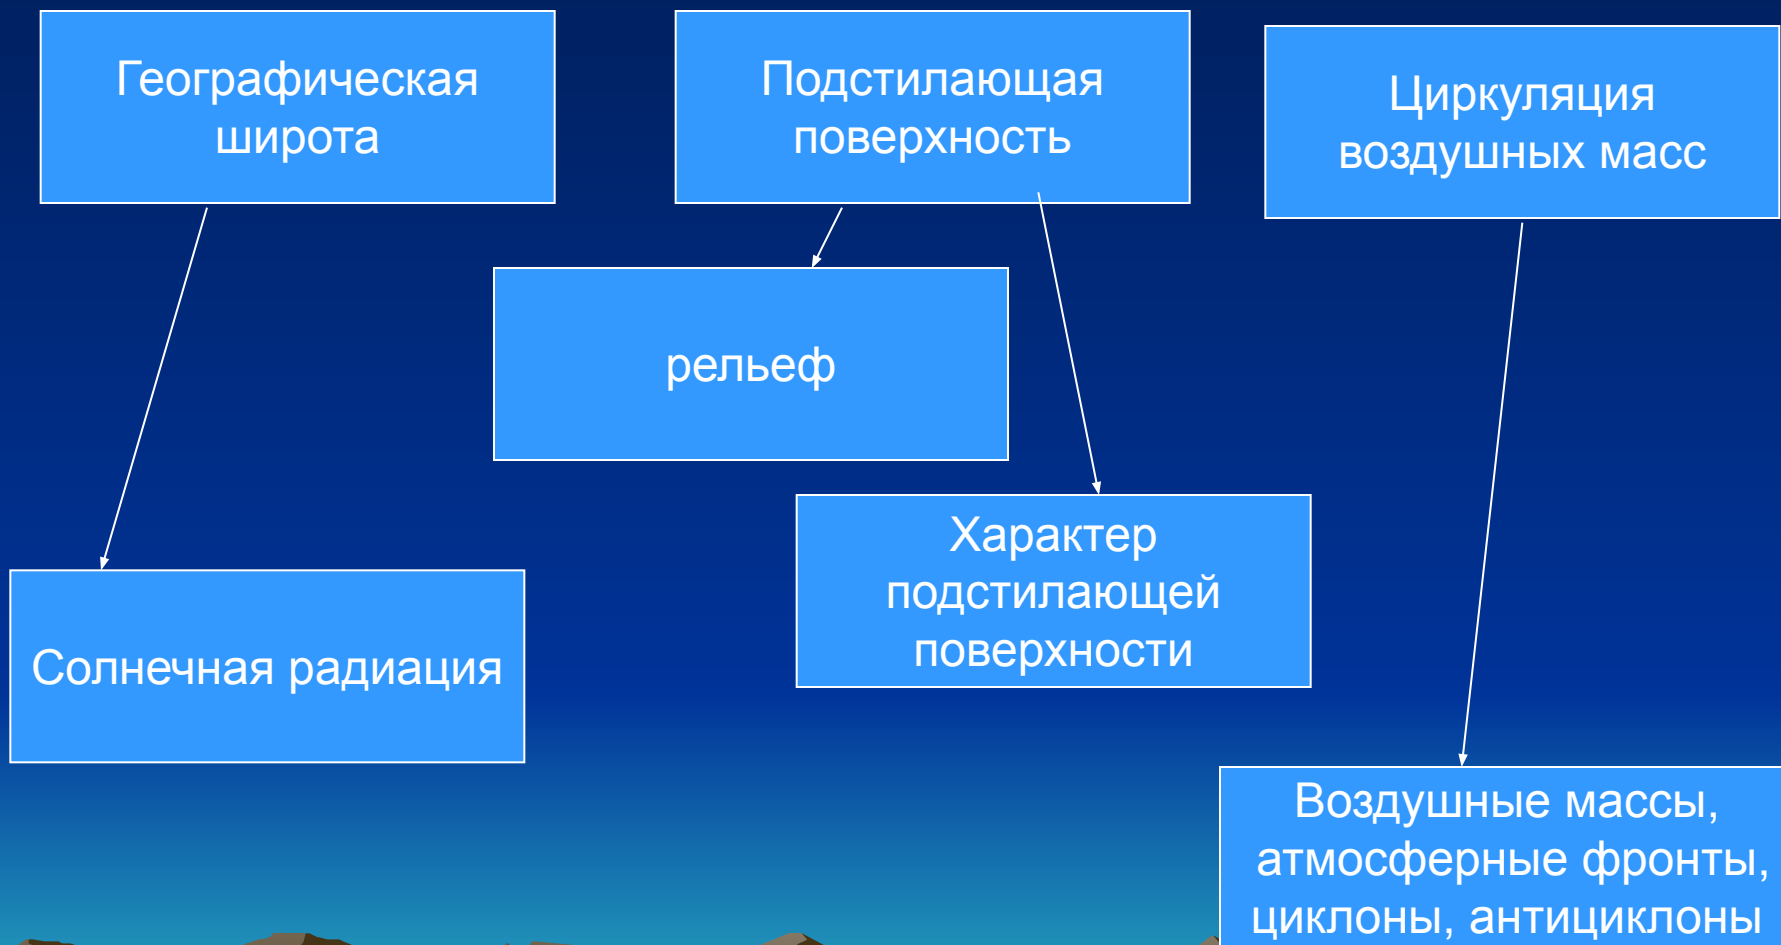 Географическая
широта
Подстилающая
поверхность
Циркуляция
воздушных масс
рельеф
Характер
подстилающей
поверхности
Солнечная радиация
Воздушные массы,
атмосферные фронты,
циклоны, антициклоны